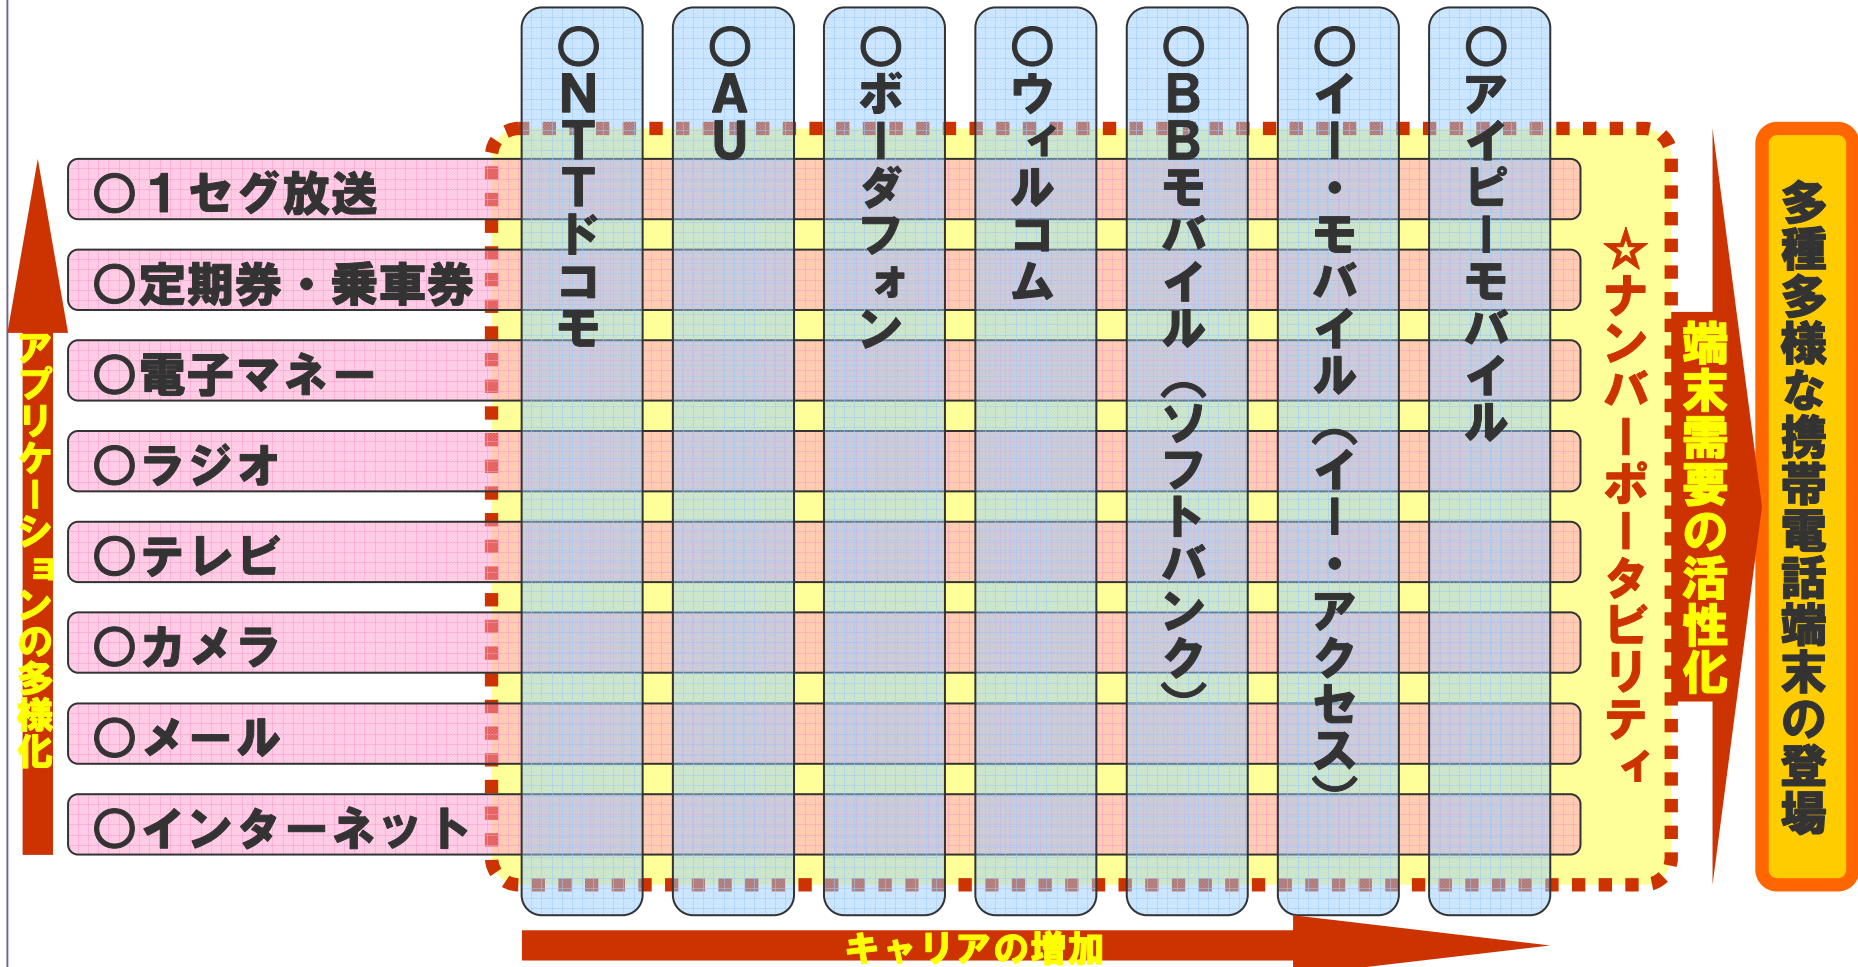 ○NTTドコモ
○AU
○ボーダフォン
○ウィルコム
○BBモバイル（ソフトバンク）
○イー・モバイル（イー・アクセス）
○アイピーモバイル
○1セグ放送
○定期券・乗車券
○電子マネー
○ラジオ
○テレビ
○カメラ
○メール
○インターネット
アプリケーションの多様化
キャリアの増加
☆ナンバーポータビリティ
端末需要の活性化
多種多様な携帯電話端末の登場